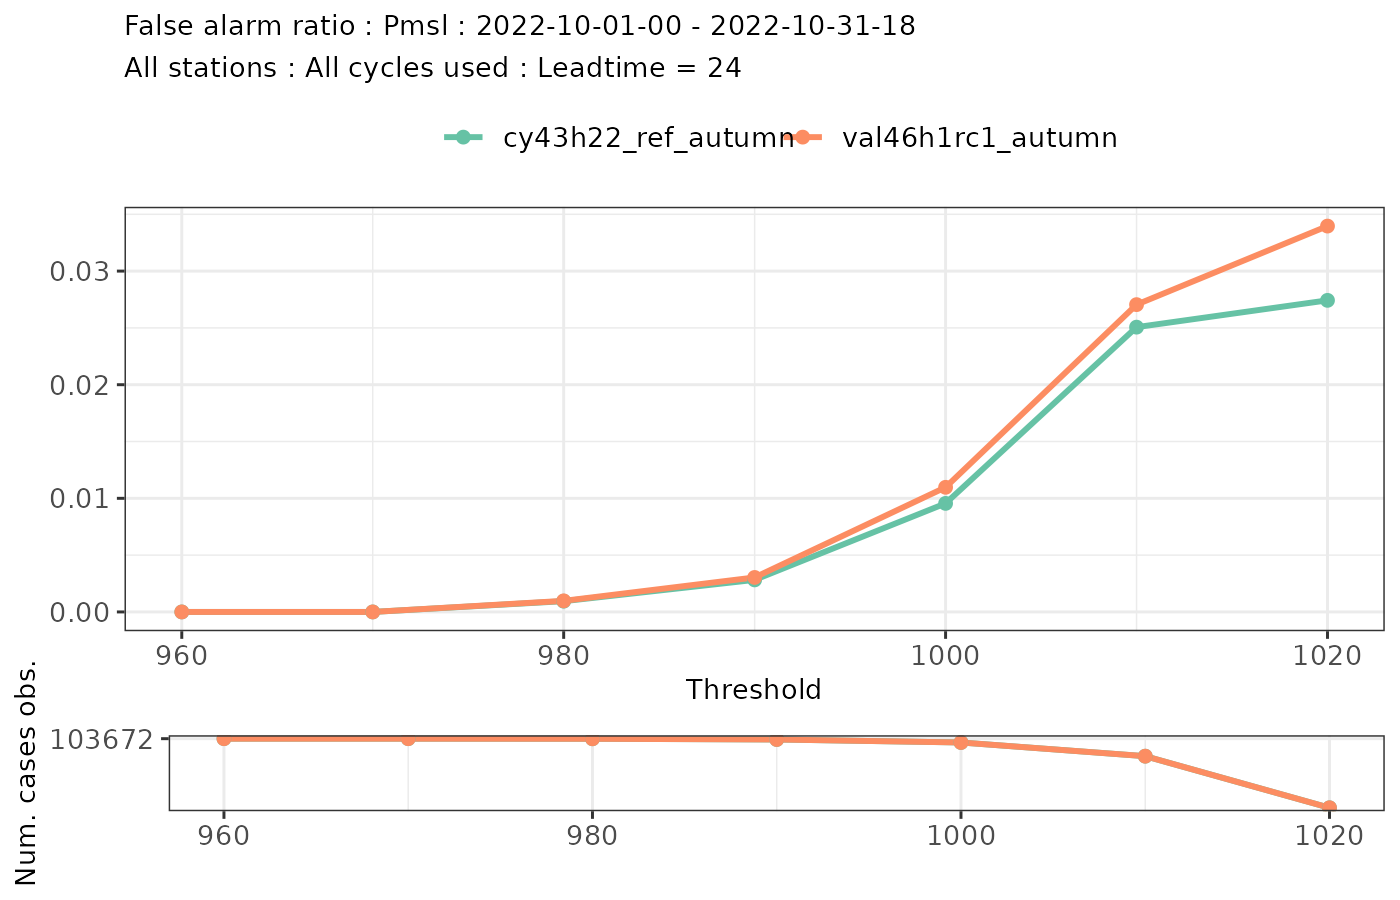 False alarm ratio : Pmsl : 2022-10-01-00 - 2022-10-31-18
All stations : All cycles used : Leadtime = 24
cy43h22_ref_autumn val46h1rc1_autumn
0.03
0.02
0.01
0.00
960 980 1000 1020
Threshold
Num. cases obs.
103672
960 980 1000 1020